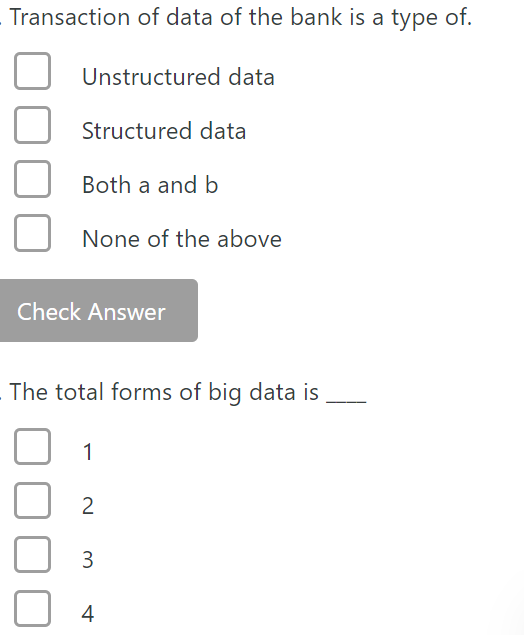 . Transaction of data of the bank is a type of.
Unstructured data
Structured data
Both a and b
None of the above
Check Answer
. The total forms of big data is ____
1
2
3
4